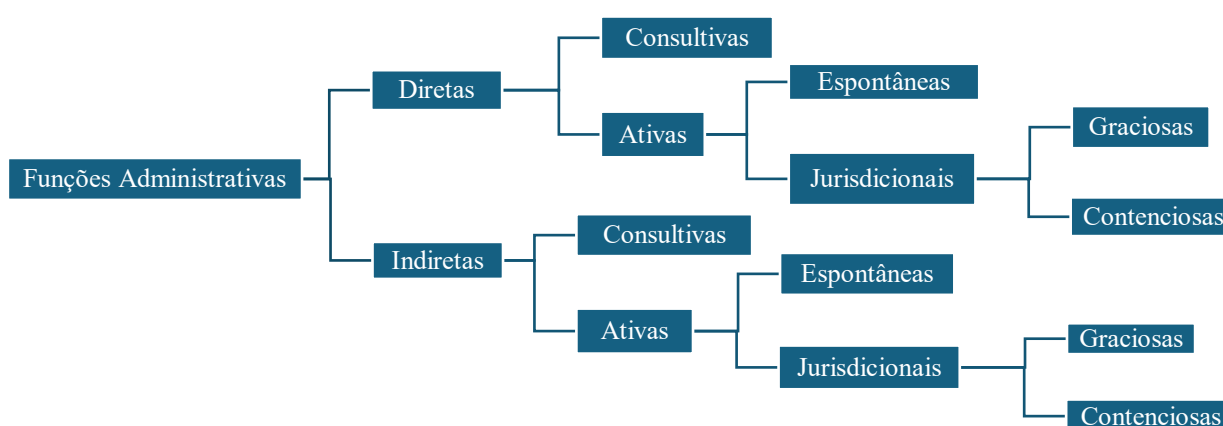 Funções Administrativas
Diretas
Consultivas
Ativas
Espontâneas
Jurisdicionais
Graciosas
Contenciosas
Indiretas
Consultivas
Ativas
Espontâneas
Jurisdicionais
Graciosas
Contenciosas